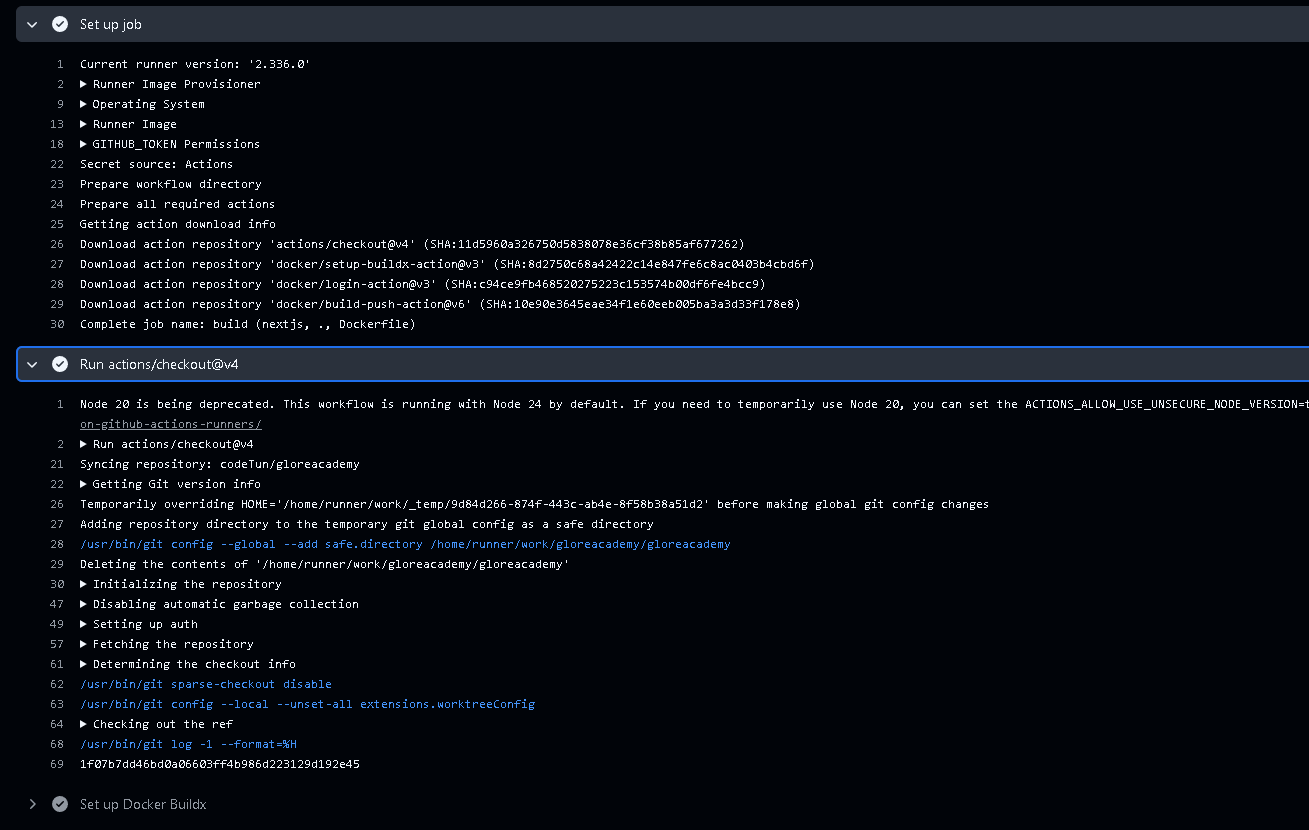 Set up job
1 Current runner version: '2.336.0'
2 ▶ Runner Image Provisioner
9 ▶ Operating System
13 ▶ Runner Image
18 ▶ GITHUB_TOKEN Permissions
22 Secret source: Actions
23 Prepare workflow directory
24 Prepare all required actions
25 Getting action download info
26 Download action repository 'actions/checkout@v4' (SHA:11d5960a326750d5838078e36cf38b85af677262)
27 Download action repository 'docker/setup-buildx-action@v3' (SHA:8d2750c68a42422c14e847fe6c8ac0403b4cbd6f)
28 Download action repository 'docker/login-action@v3' (SHA:c94ce9fb468520275223c153574b00df6fe4bcc9)
29 Download action repository 'docker/build-push-action@v6' (SHA:10e90e3645eae34f1e60eeb005ba3a3d33f178e8)
30 Complete job name: build (nextjs, ., Dockerfile)
Run actions/checkout@v4
1 Node 20 is being deprecated. This workflow is running with Node 24 by default. If you need to temporarily use Node 20, you can set the ACTIONS_ALLOW_USE_UNSECURE_NODE_VERSION=t
on-github-actions-runners/
2 ▶ Run actions/checkout@v4
21 Syncing repository: codeTun/gloreacademy
22 ▶ Getting Git version info
26 Temporarily overriding HOME='/home/runner/work/_temp/9d84d266-874f-443c-ab4e-8f58b38a51d2' before making global git config changes
27 Adding repository directory to the temporary git global config as a safe directory
28 /usr/bin/git config --global --add safe.directory /home/runner/work/gloreacademy/gloreacademy
29 Deleting the contents of '/home/runner/work/gloreacademy/gloreacademy'
30 ▶ Initializing the repository
47 ▶ Disabling automatic garbage collection
49 ▶ Setting up auth
57 ▶ Fetching the repository
61 ▶ Determining the checkout info
62 /usr/bin/git sparse-checkout disable
63 /usr/bin/git config --local --unset-all extensions.worktreeConfig
64 ▶ Checking out the ref
68 /usr/bin/git log -1 --format=%H
69 1f07b7dd46bd0a06603ff4b986d223129d192e45
Set up Docker Buildx